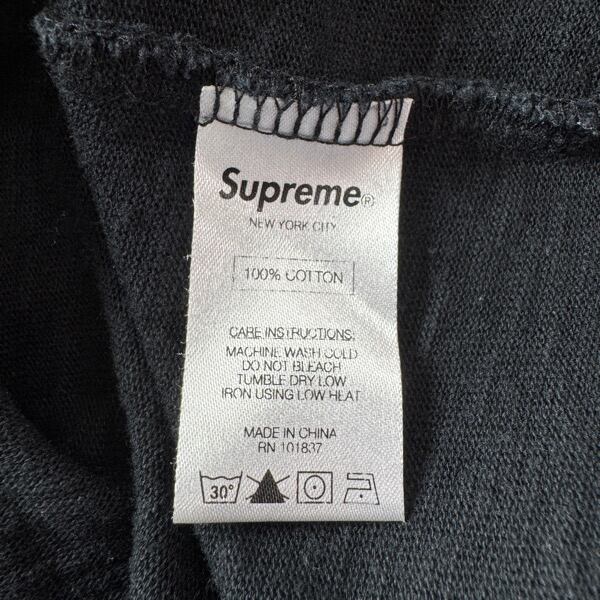 Supreme®
NEW YORK CITY
100% COTTON
CARE INSTRUCTIONS:
MACHINE WASH COLD
DO NOT BLEACH
TUMBLE DRY LOW
IRON USING LOW HEAT
MADE IN CHINA
RN 101837
30°